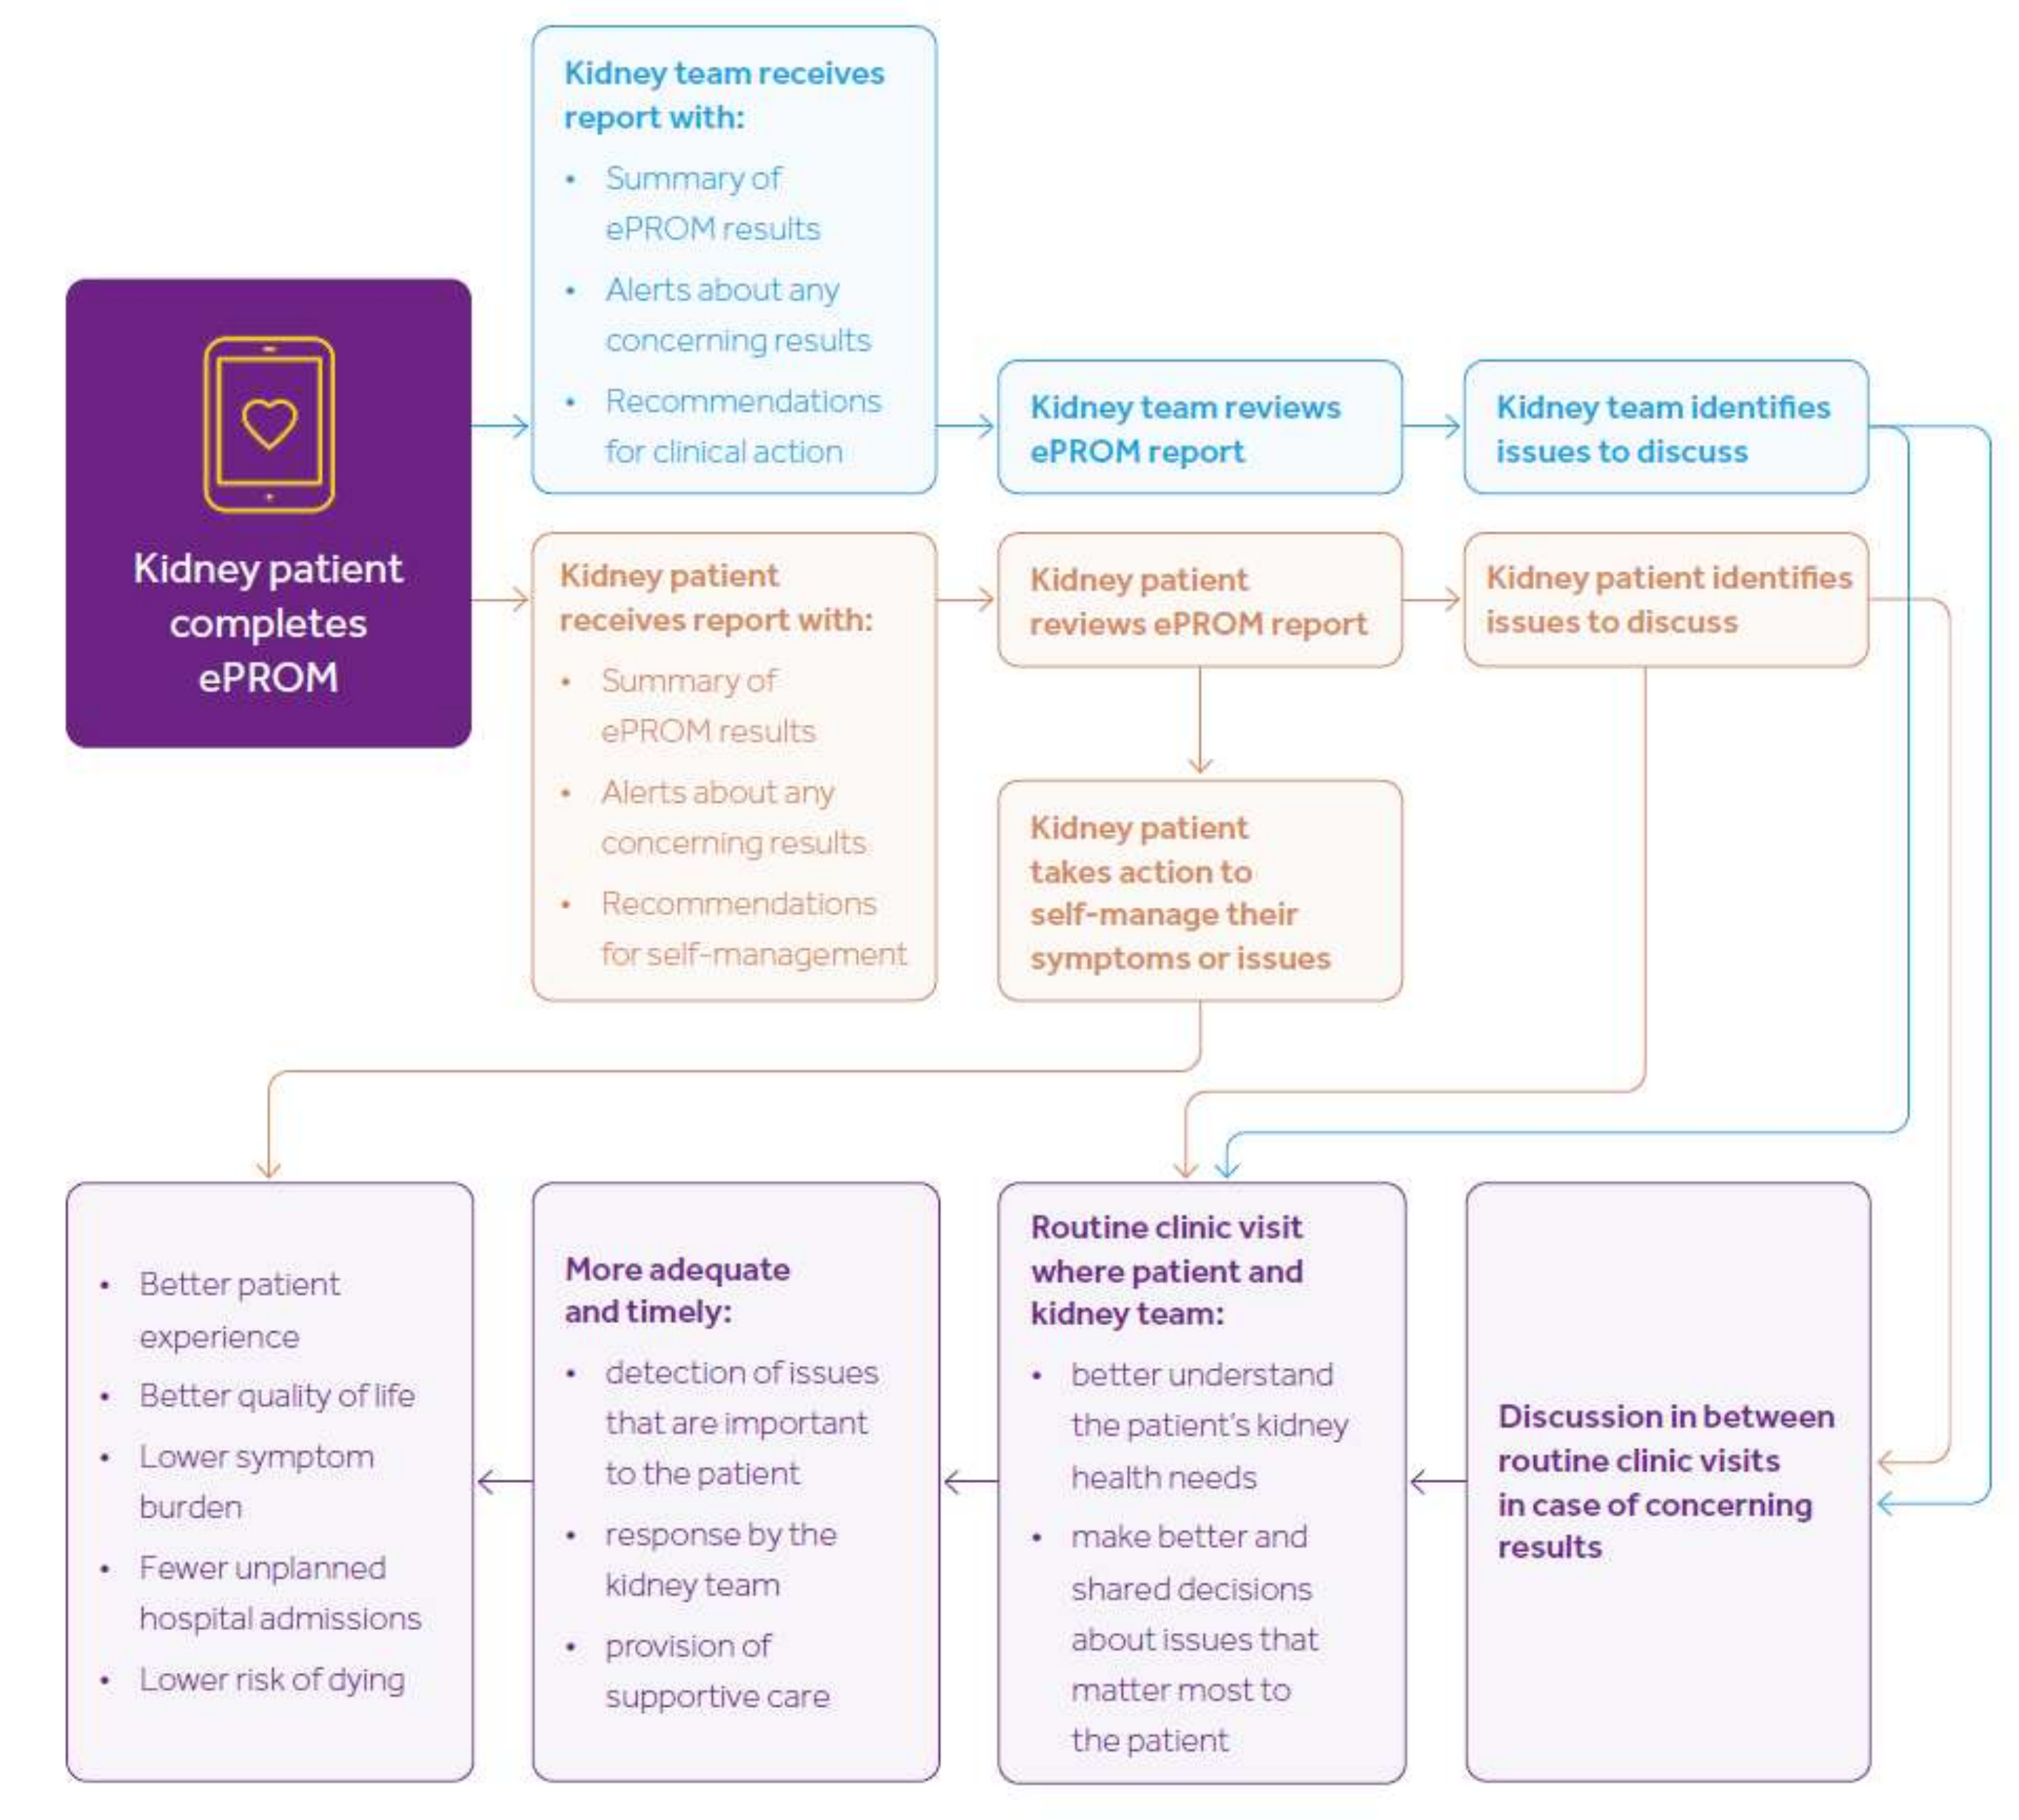 Kidney patient
completes
ePROM
Kidney team receives
report with:
• Summary of
ePROM results
• Alerts about any
concerning results
• Recommendations
for clinical action
Kidney team reviews
ePROM report
Kidney team identifies
issues to discuss
Kidney patient
receives report with:
• Summary of
ePROM results
• Alerts about any
concerning results
• Recommendations
for self-management
Kidney patient
reviews ePROM report
Kidney patient identifies
issues to discuss
Kidney patient
takes action to
self-manage their
symptoms or issues
• Better patient
experience
• Better quality of life
• Lower symptom
burden
• Fewer unplanned
hospital admissions
• Lower risk of dying
More adequate
and timely:
• detection of issues
that are important
to the patient
• response by the
kidney team
• provision of
supportive care
Routine clinic visit
where patient and
kidney team:
• better understand
the patient's kidney
health needs
• make better and
shared decisions
about issues that
matter most to
the patient
Discussion in between
routine clinic visits
in case of concerning
results